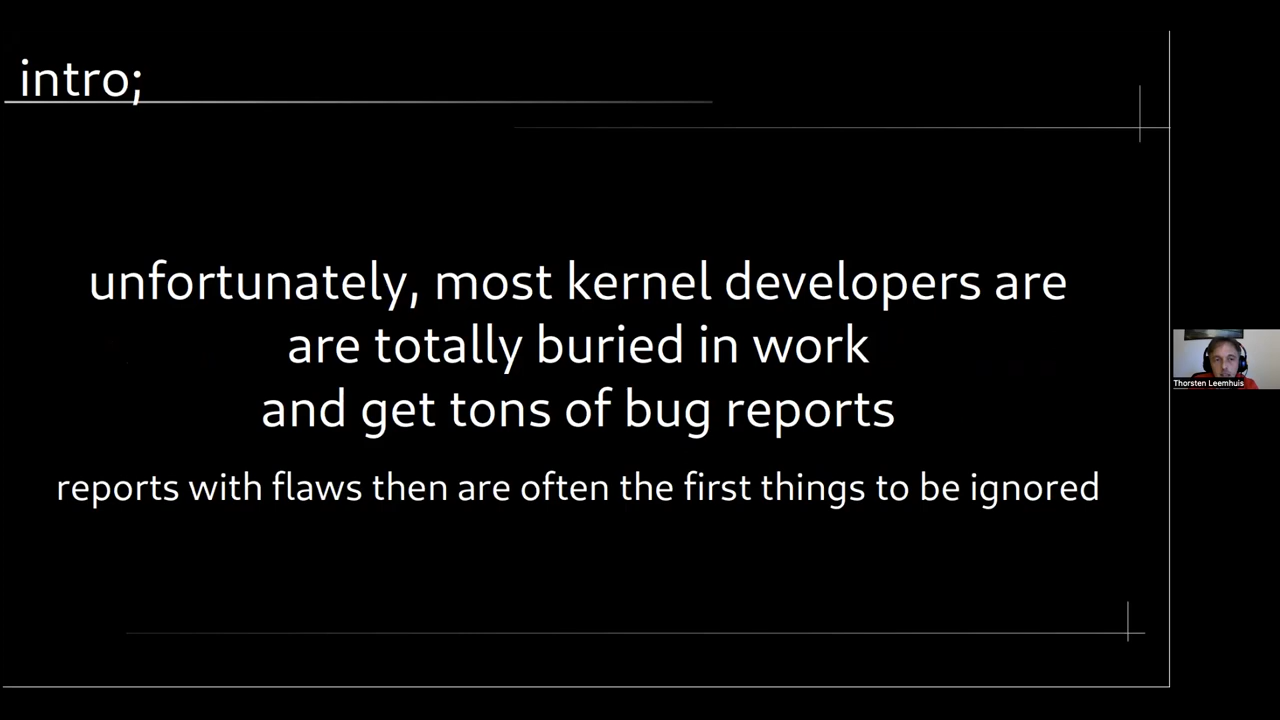 intro;
unfortunately, most kernel developers are
are totally buried in work
and get tons of bug reports
reports with flaws then are often the first things to be ignored
Thorsten Leemhuis